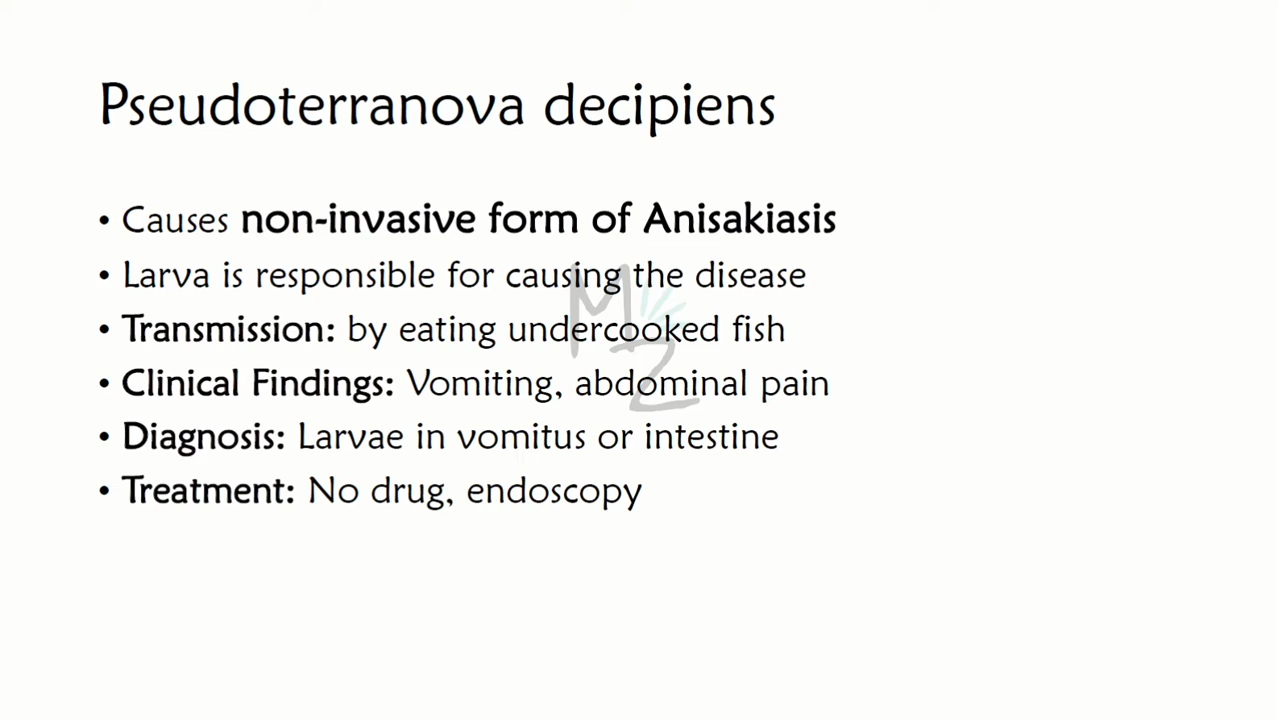 Pseudoterranova decipiens
• Causes non-invasive form of Anisakiasis
• Larva is responsible for causing the disease
• Transmission: by eating undercooked fish
• Clinical Findings: Vomiting, abdominal pain
• Diagnosis: Larvae in vomitus or intestine
• Treatment: No drug, endoscopy
MZ